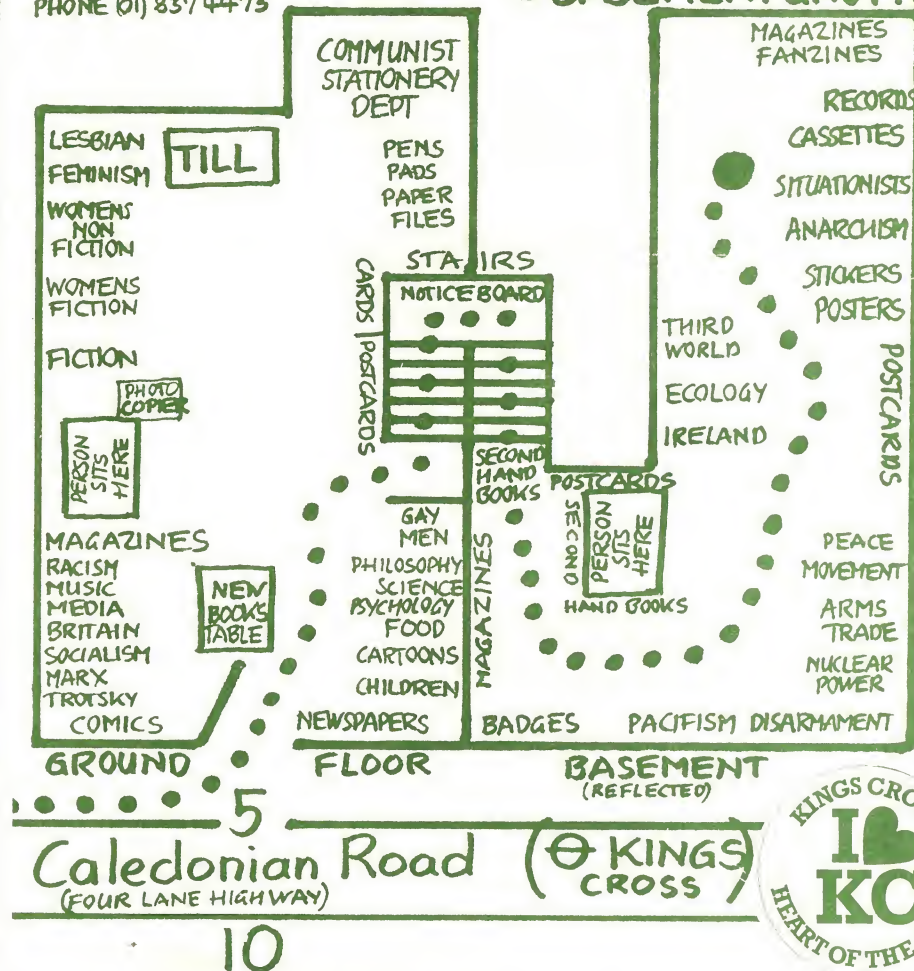 PHONE (01) 837 4473
MAGAZINES
FANZINES
RECORDS
CASSETTES
SITUATIONISTS
ANARCHISM
STICKERS
POSTERS
POSTCARDS
THIRD
WORLD
ECOLOGY
IRELAND
PEACE
MOVEMENT
ARMS
TRADE
NUCLEAR
POWER
COMMUNIST
STATIONERY
DEPT
PENS
PADS
PAPER
FILES
LESBIAN
FEMINISM
TILL
WOMENS
NON
FICTION
WOMENS
FICTION
FICTION
PHOTO
COPIER
PERSON
SITS
HERE
STAIRS
NOTICE BOARD
CARDS | POSTCARDS
SECOND
HAND
BOOKS
POSTCARDS
SECOND
PERSON
SITS
HERE
HAND BOOKS
MAGAZINES
MAGAZINES
RACISM
MUSIC
MEDIA
BRITAIN
SOCIALISM
MARX
TROTSKY
COMICS
NEW
BOOKS
TABLE
GAY
MEN
PHILOSOPHY
SCIENCE
PSYCHOLOGY
FOOD
CARTOONS
CHILDREN
NEWSPAPERS
BADGES
PACIFISM DISARMAMENT
GROUND FLOOR
BASEMENT
(REFLECTED)
5
Caledonian Road
(FOUR LANE HIGHWAY)
(KINGS
CROSS)
10
KINGS CRO
I
KC
HEART OF THE